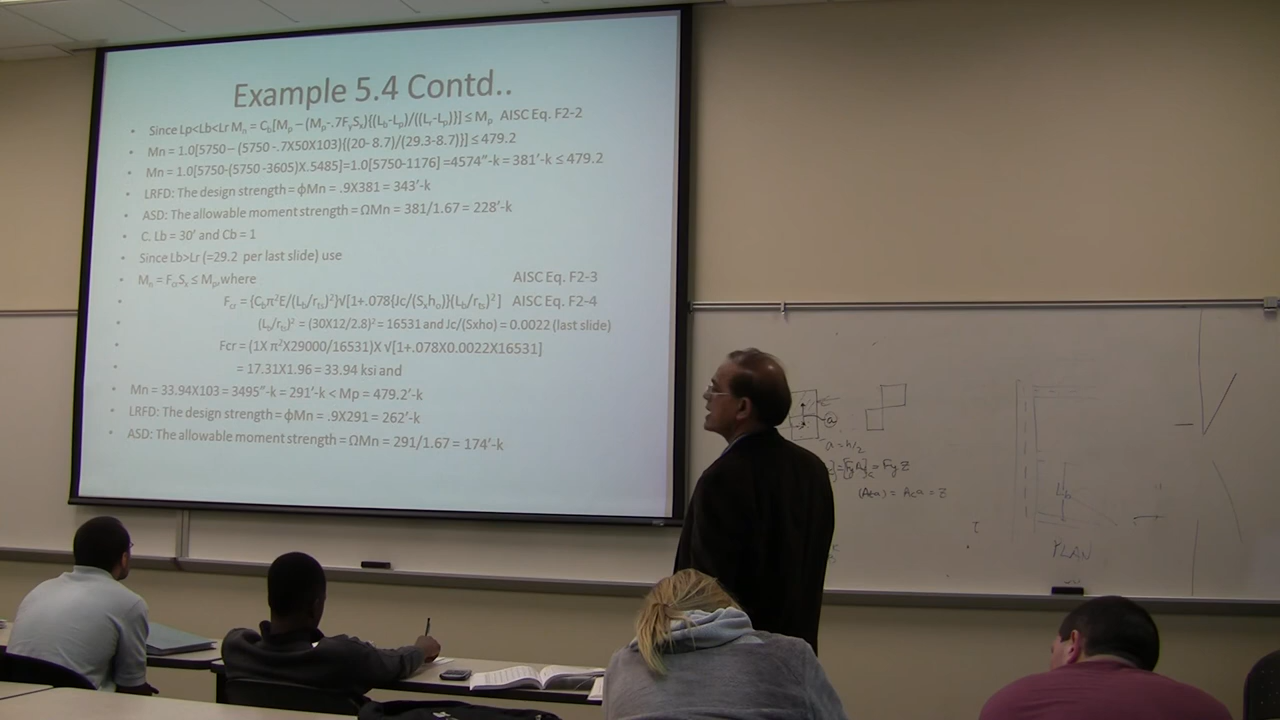 Example 5.4 Contd..
• Since Lp<Lb<Lr Mn = Cb[Mp – (Mp-.7FySx){(Lb-Lp)/((Lr-Lp)}] ≤ Mp AISC Eq. F2-2
• Mn = 1.0[5750 – (5750 -.7X50X103){(20- 8.7)/(29.3-8.7)}] ≤ 479.2
• Mn = 1.0[5750-(5750 -3605)X.5485]=1.0[5750-1176] =4574″-k = 381′-k ≤ 479.2
• LRFD: The design strength = ϕMn = .9X381 = 343′-k
• ASD: The allowable moment strength = ΩMn = 381/1.67 = 228′-k
• C. Lb = 30′ and Cb = 1
• Since Lb>Lr (=29.2 per last slide) use
• Mn = FcrSx ≤ Mp, where AISC Eq. F2-3
• Fcr = (Cbπ²E/(Lb/rts)²)√[1+.078{Jc/(Sxho)}(Lb/rts)²] AISC Eq. F2-4
• (Lb/rts)² = (30X12/2.8)² = 16531 and Jc/(Sxho) = 0.0022 (last slide)
• Fcr = (1X π²X29000/16531)X √[1+.078X0.0022X16531]
• = 17.31X1.96 = 33.94 ksi and
• Mn = 33.94X103 = 3495″-k = 291′-k < Mp = 479.2′-k
• LRFD: The design strength = ϕMn = .9X291 = 262′-k
• ASD: The allowable moment strength = ΩMn = 291/1.67 = 174′-k
a
a = h/2
= Fy Z
(Aca) = Aca = Z
Lb
PLAN